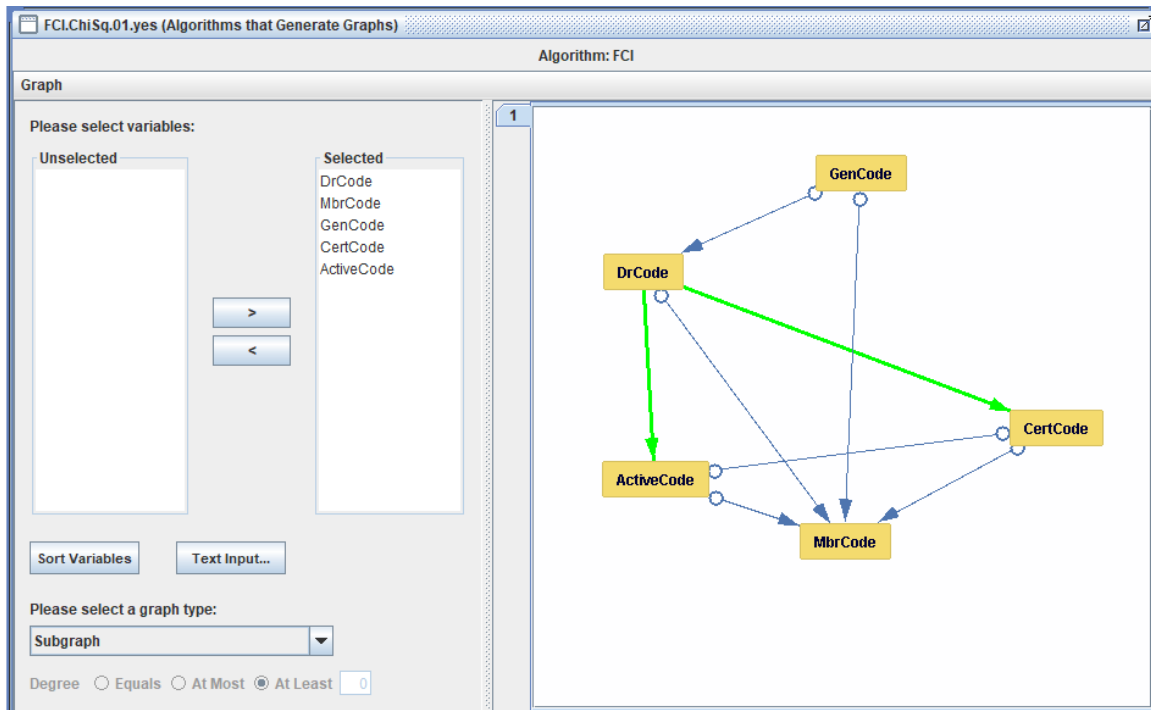 FCI.ChiSq.01.yes (Algorithms that Generate Graphs)
Algorithm: FCI
Graph
Please select variables:
Unselected
Selected
DrCode
MbrCode
GenCode
CertCode
ActiveCode
>
<
Sort Variables
Text Input...
Please select a graph type:
Subgraph
Degree Equals At Most At Least 0
1
GenCode
DrCode
CertCode
ActiveCode
MbrCode